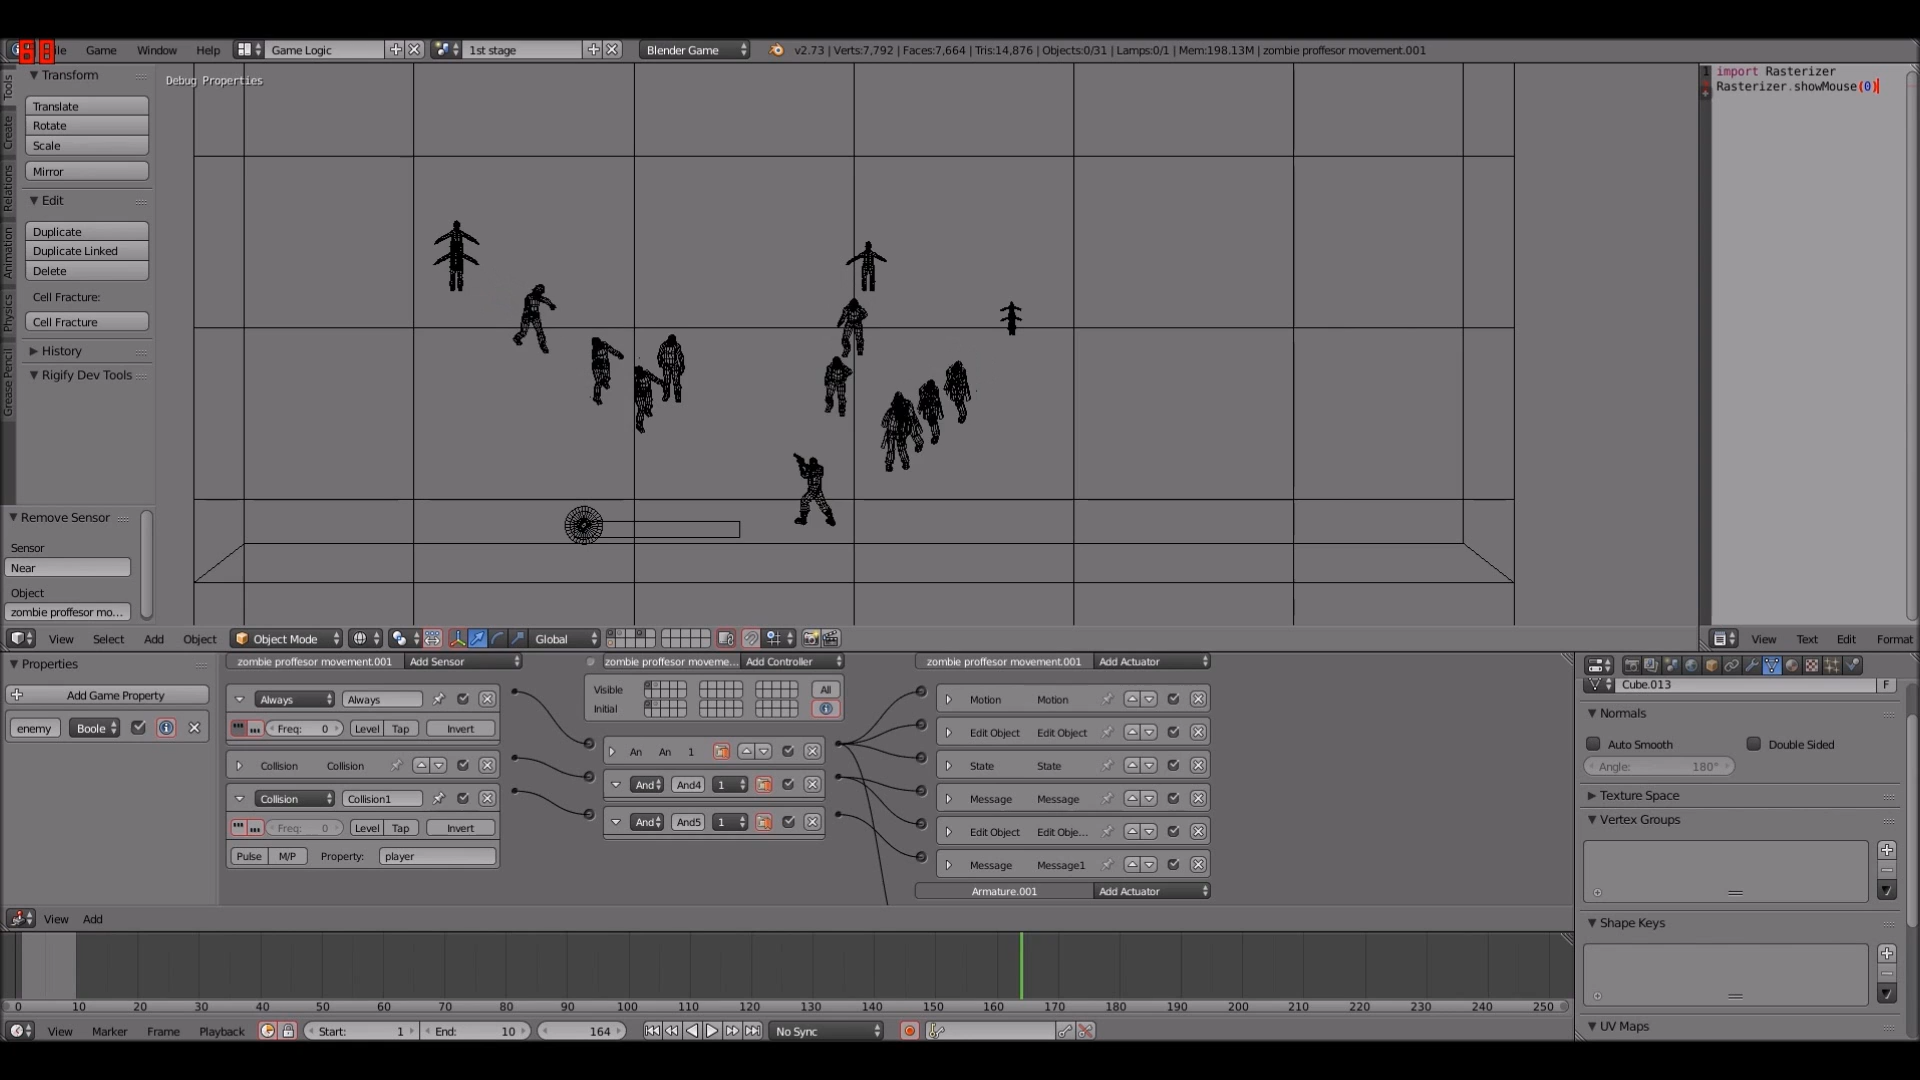 60 le Game Window Help Game Logic 1st stage Blender Game v2.73 | Verts:7,792 | Faces:7,664 | Tris:14,876 | Objects:0/31 | Lamps:0/1 | Mem:198.13M | zombie proffesor movement.001
Tools
Create
Relations
Animation
Physics
Grease Pencil
Transform
Translate
Rotate
Scale
Mirror
Edit
Duplicate
Duplicate Linked
Delete
Cell Fracture:
Cell Fracture
History
Rigify Dev Tools
Remove Sensor
Sensor
Near
Object
zombie proffesor mo...
Debug Properties
1 import Rasterizer
Rasterizer.showMouse(0)
View Select Add Object Object Mode Global
View Text Edit Format
Properties
Add Game Property
enemy Boole
zombie proffesor movement.001 Add Sensor
Always Always
Freq: 0 Level Tap Invert
Collision Collision
Collision Collision1
Freq: 0 Level Tap Invert
Pulse M/P Property: player
zombie proffesor moveme... Add Controller
Visible All
Initial
An An 1
And And4 1
And And5 1
zombie proffesor movement.001 Add Actuator
Motion Motion
Edit Object Edit Object
State State
Message Message
Edit Object Edit Obje...
Message Message1
Armature.001 Add Actuator
Cube.013 F
Normals
Auto Smooth Double Sided
Angle: 180°
Texture Space
Vertex Groups
Shape Keys
UV Maps
View Add
0 10 20 30 40 50 60 70 80 90 100 110 120 130 140 150 160 170 180 190 200 210 220 230 240 250
View Marker Frame Playback Start: 1 End: 10 164 No Sync